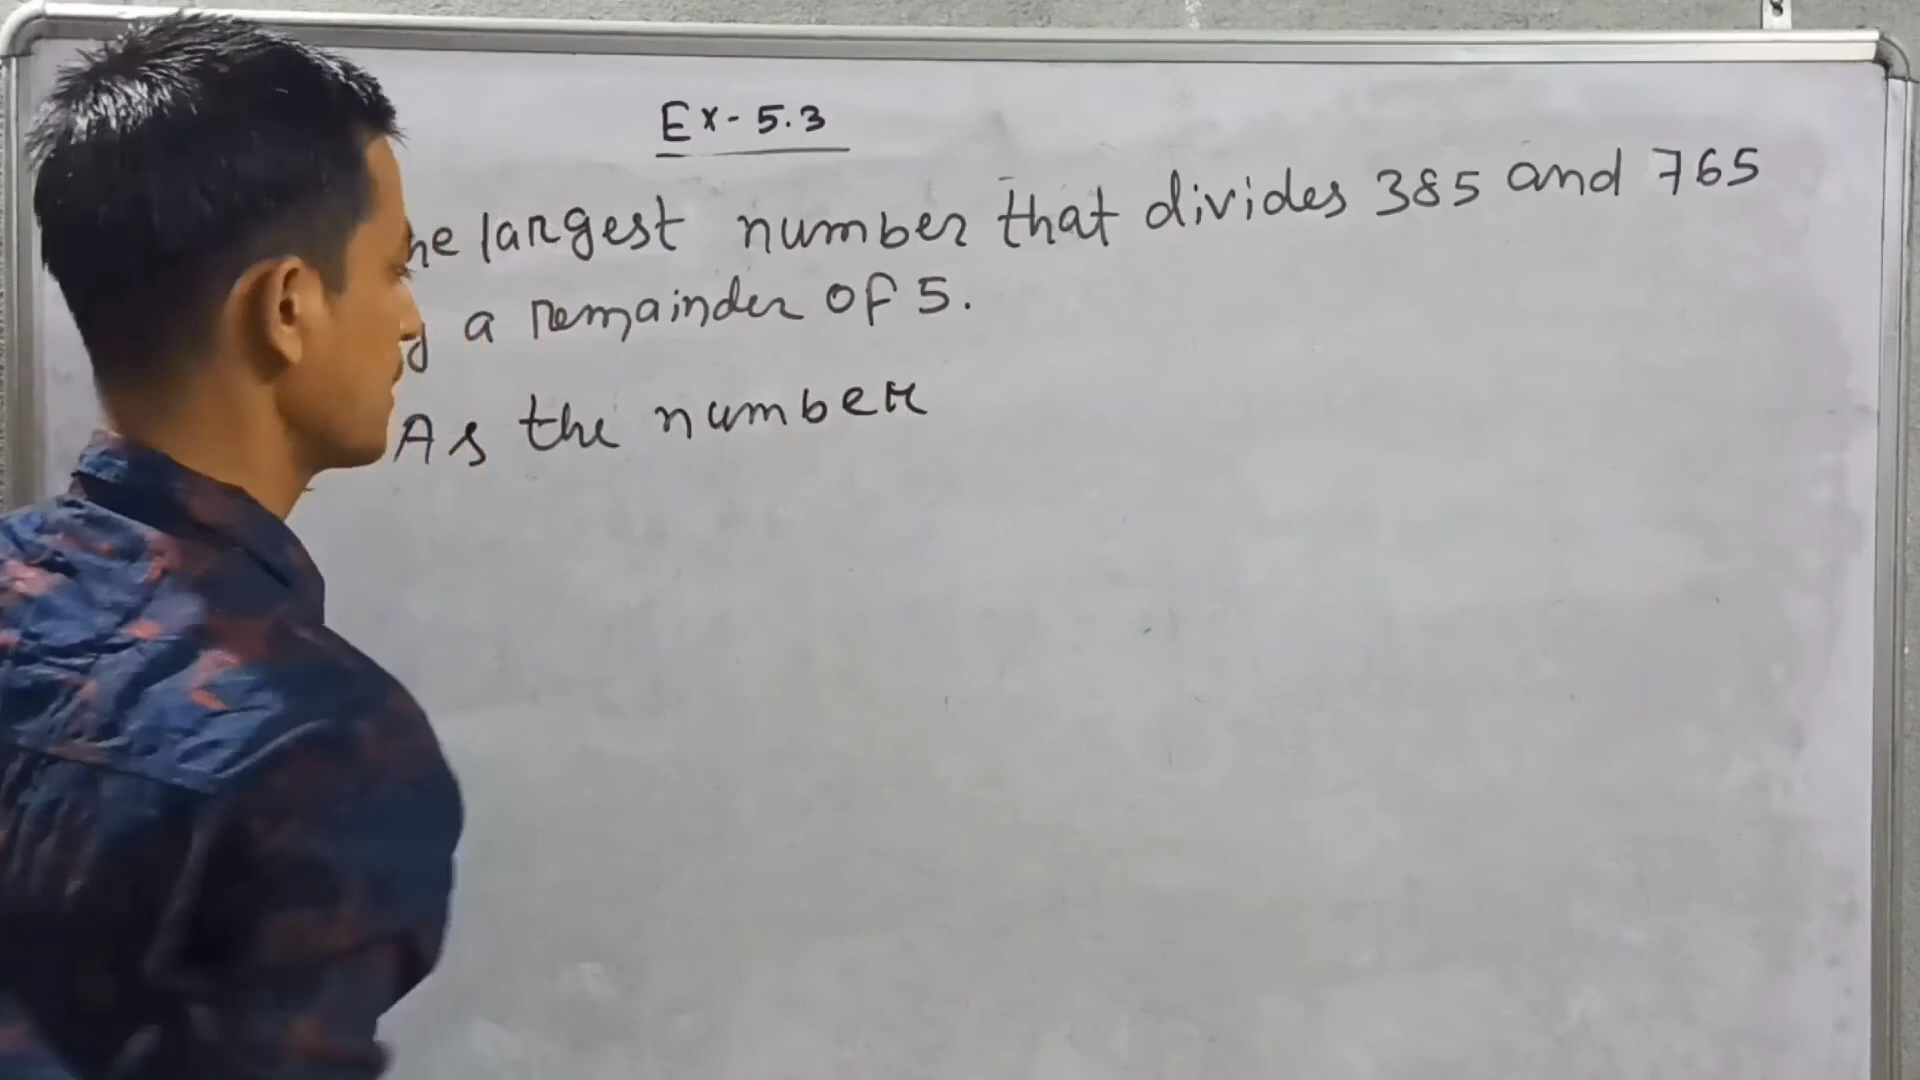 Ex- 5.3
he largest number that divides 385 and 765
g a remainder of 5.
As the number